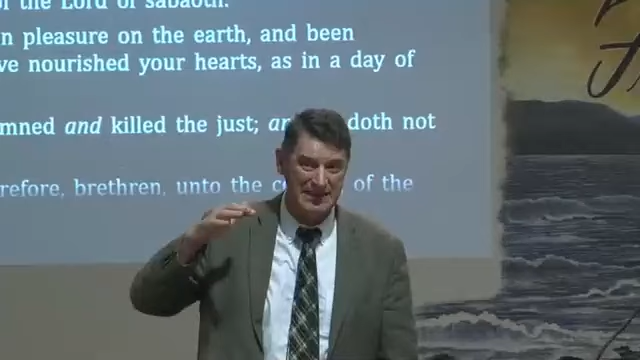 of the Lord of sabaoth.
n pleasure on the earth, and been
ve nourished your hearts, as in a day of
mned and killed the just; doth not
refore, brethren, unto the of the